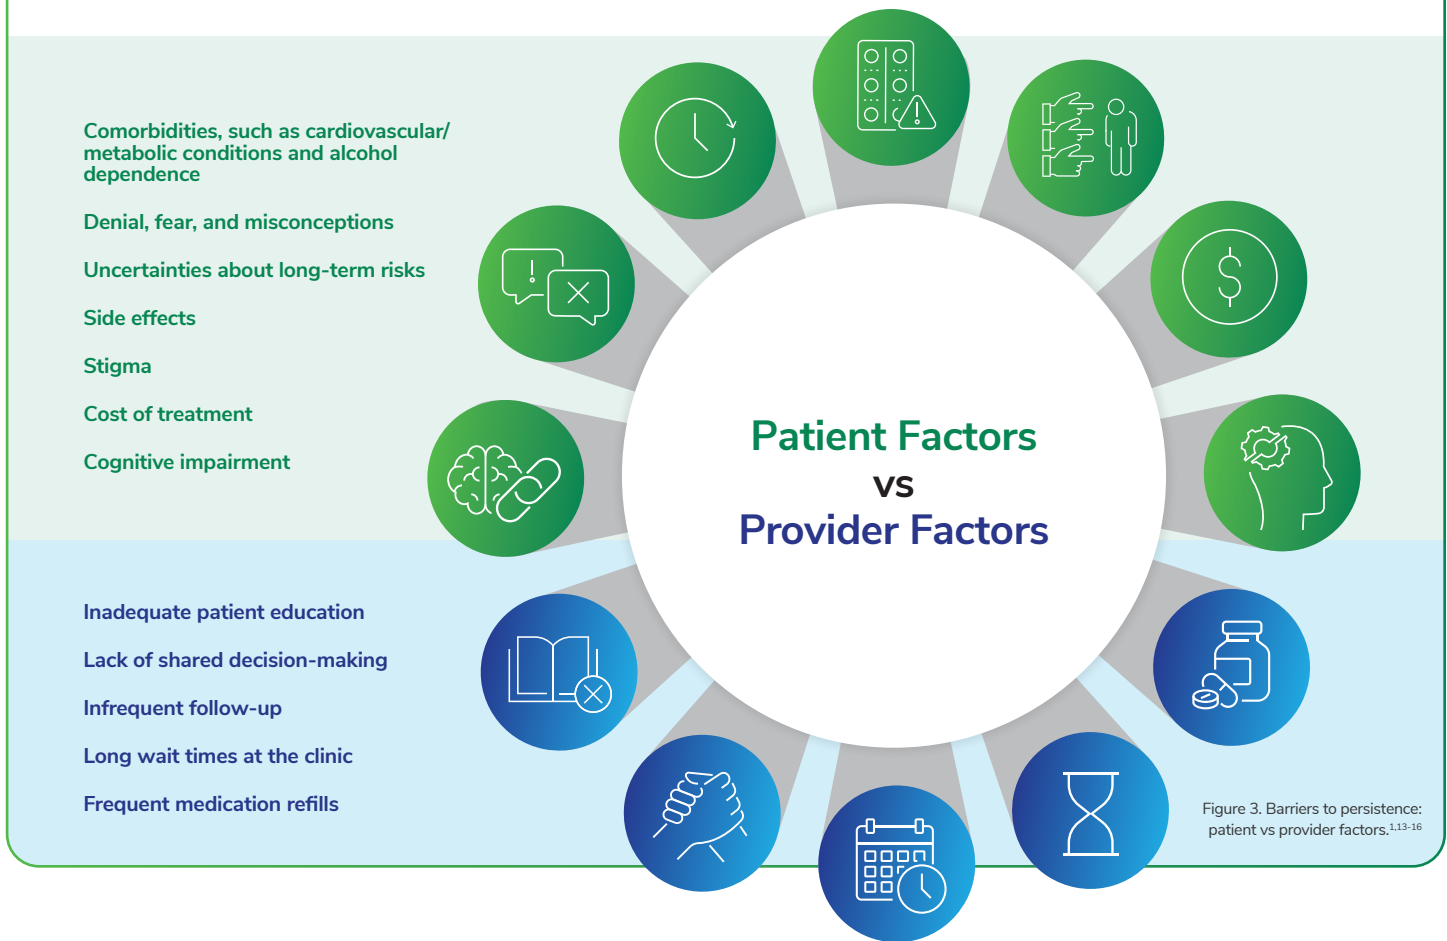 Comorbidities, such as cardiovascular/
metabolic conditions and alcohol
dependence
Denial, fear, and misconceptions
Uncertainties about long-term risks
Side effects
Stigma
Cost of treatment
Cognitive impairment
Patient Factors
vs
Provider Factors
Inadequate patient education
Lack of shared decision-making
Infrequent follow-up
Long wait times at the clinic
Frequent medication refills
Figure 3. Barriers to persistence:
patient vs provider factors.1,13-16